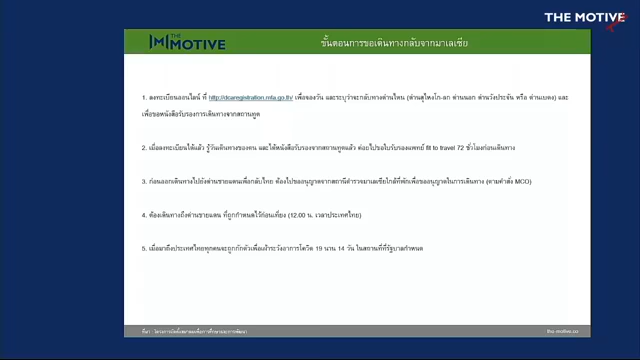 THE MOTIVE
THE
MOTIVE
ขั้นตอนการขอเดินทางกลับจากมาเลเซีย
1. ลงทะเบียนออนไลน์ ที่ http://dcaregistration.mfa.go.th/ เพื่อจองวัน และระบุว่าจะกลับทางด่านไหน (ด่านสุไหงโก-ลก ด่านนอก ด่านวังประจัน หรือ ด่านเบตง) และ
เพื่อขอหนังสือรับรองการเดินทางจากสถานทูต
2. เมื่อลงทะเบียนได้แล้ว รู้วันเดินทางของตน และได้หนังสือรับรองจากสถานทูตแล้ว ค่อยไปขอใบรับรองแพทย์ fit to travel 72 ชั่วโมงก่อนเดินทาง
3. ก่อนออกเดินทางไปยังด่านชายแดนเพื่อกลับไทย ต้องไปขออนุญาตจากสถานีตำรวจมาเลเซียใกล้ที่พักเพื่อขออนุญาตในการเดินทาง (ตามคำสั่ง MCO)
4. ต้องเดินทางถึงด่านชายแดน ที่ถูกกำหนดไว้ก่อนเที่ยง (12.00 น. เวลาประเทศไทย)
5. เมื่อมาถึงประเทศไทยทุกคนจะถูกกักตัวเพื่อเฝ้าระวังอาการโควิด 19 นาน 14 วัน ในสถานที่ที่รัฐบาลกำหนด
the-motive.co